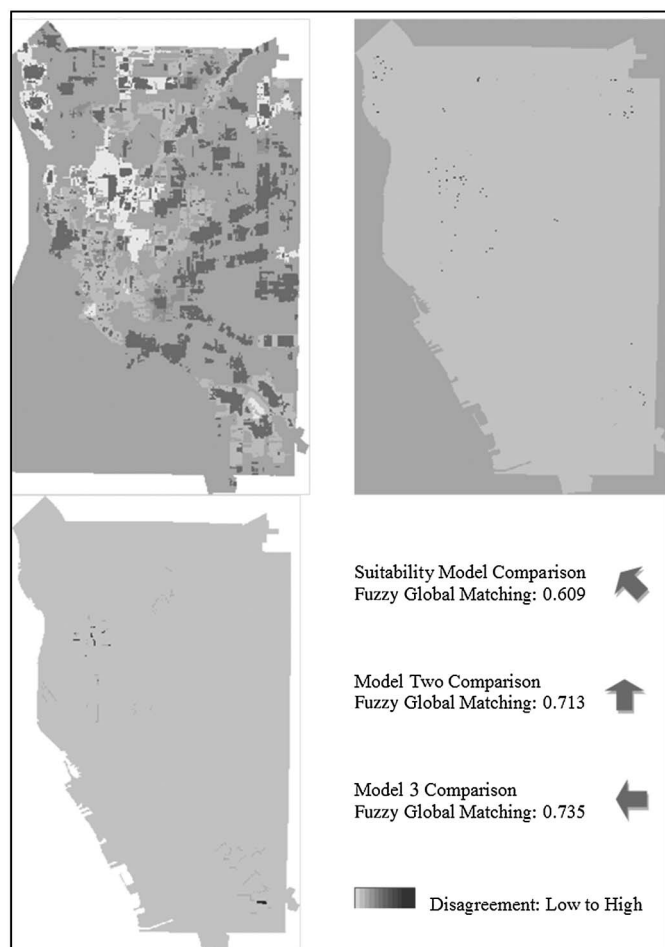 Suitability Model Comparison
Fuzzy Global Matching: 0.609
Model Two Comparison
Fuzzy Global Matching: 0.713
Model 3 Comparison
Fuzzy Global Matching: 0.735
Disagreement: Low to High